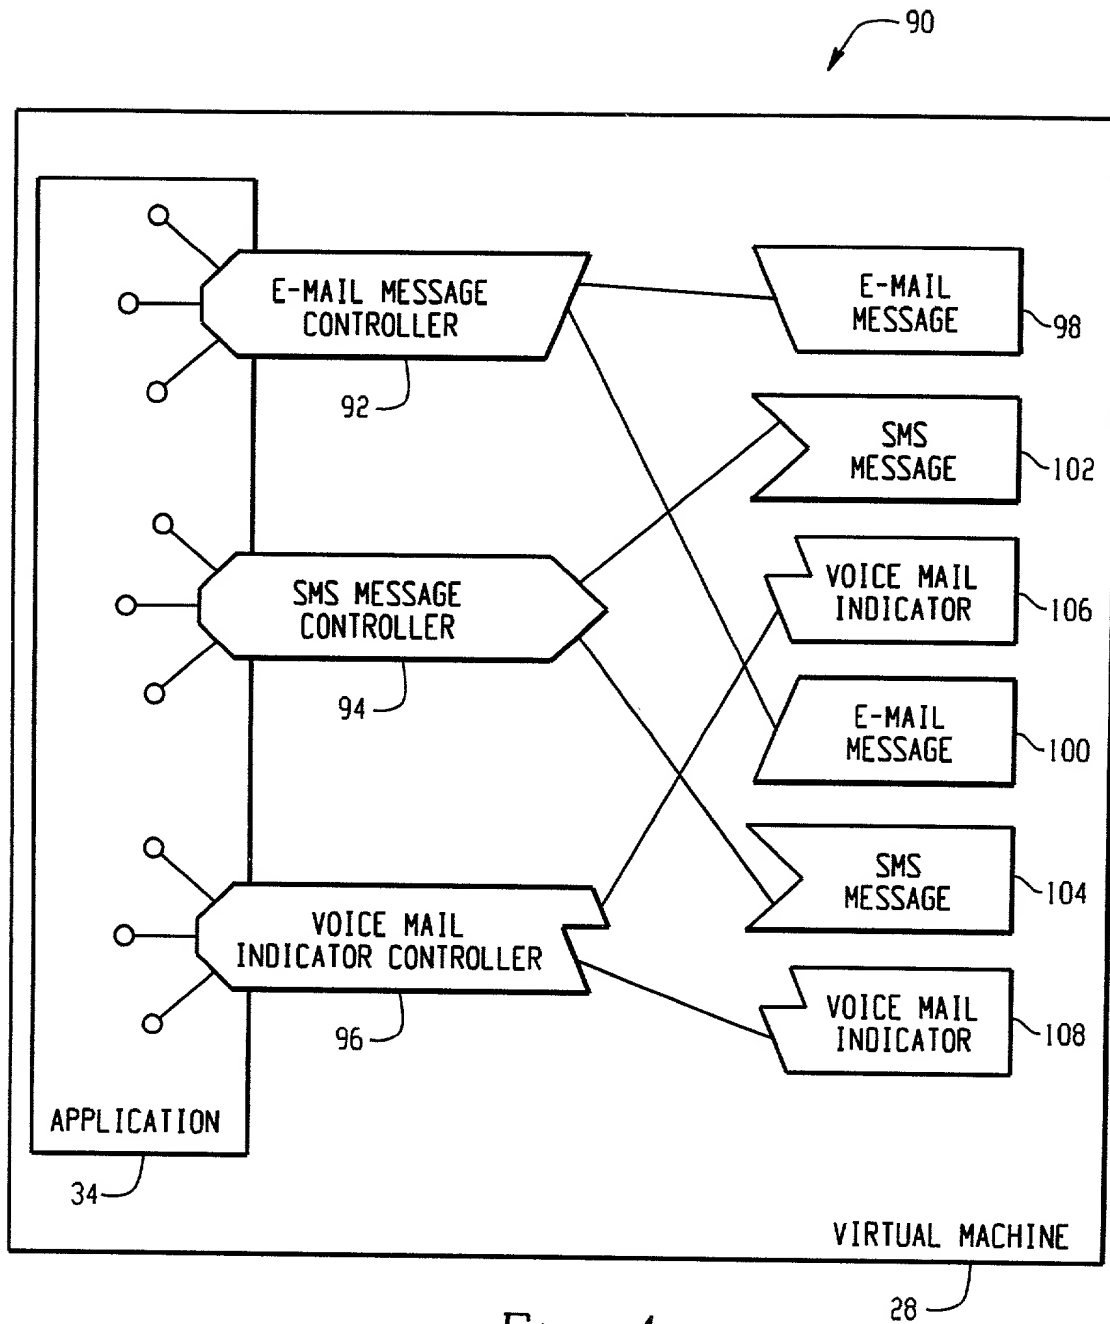 90
E-MAIL MESSAGE
CONTROLLER
92
E-MAIL
MESSAGE
98
SMS
MESSAGE
102
SMS MESSAGE
CONTROLLER
94
VOICE MAIL
INDICATOR
106
E-MAIL
MESSAGE
100
SMS
MESSAGE
104
VOICE MAIL
INDICATOR CONTROLLER
96
VOICE MAIL
INDICATOR
108
APPLICATION
34
VIRTUAL MACHINE
28